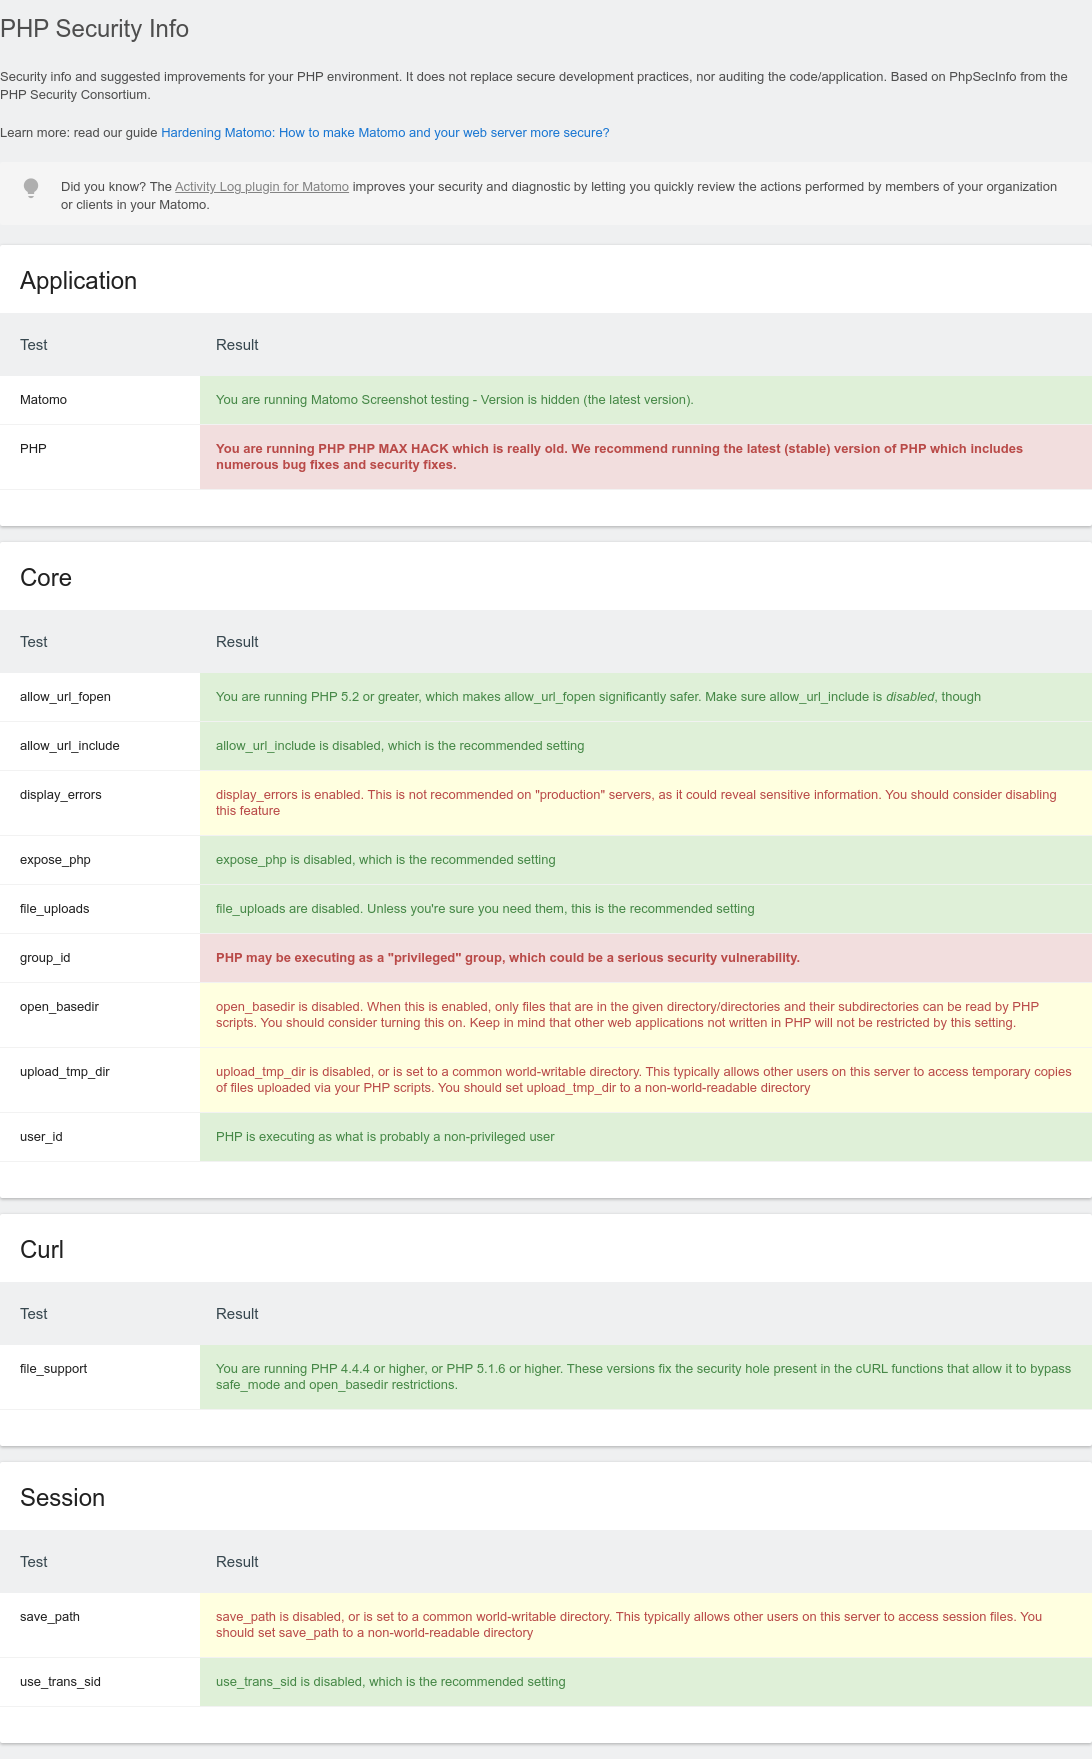 PHP Security Info
Security info and suggested improvements for your PHP environment. It does not replace secure development practices, nor auditing the code/application. Based on PhpSecInfo from the
PHP Security Consortium.
Learn more: read our guide Hardening Matomo: How to make Matomo and your web server more secure?
Did you know? The Activity Log plugin for Matomo improves your security and diagnostic by letting you quickly review the actions performed by members of your organization
or clients in your Matomo.
Application
Test Result
Matomo You are running Matomo Screenshot testing - Version is hidden (the latest version).
PHP You are running PHP PHP MAX HACK which is really old. We recommend running the latest (stable) version of PHP which includes
numerous bug fixes and security fixes.
Core
Test Result
allow_url_fopen You are running PHP 5.2 or greater, which makes allow_url_fopen significantly safer. Make sure allow_url_include is disabled, though
allow_url_include allow_url_include is disabled, which is the recommended setting
display_errors display_errors is enabled. This is not recommended on "production" servers, as it could reveal sensitive information. You should consider disabling
this feature
expose_php expose_php is disabled, which is the recommended setting
file_uploads file_uploads are disabled. Unless you're sure you need them, this is the recommended setting
group_id PHP may be executing as a "privileged" group, which could be a serious security vulnerability.
open_basedir open_basedir is disabled. When this is enabled, only files that are in the given directory/directories and their subdirectories can be read by PHP
scripts. You should consider turning this on. Keep in mind that other web applications not written in PHP will not be restricted by this setting.
upload_tmp_dir upload_tmp_dir is disabled, or is set to a common world-writable directory. This typically allows other users on this server to access temporary copies
of files uploaded via your PHP scripts. You should set upload_tmp_dir to a non-world-readable directory
user_id PHP is executing as what is probably a non-privileged user
Curl
Test Result
file_support You are running PHP 4.4.4 or higher, or PHP 5.1.6 or higher. These versions fix the security hole present in the cURL functions that allow it to bypass
safe_mode and open_basedir restrictions.
Session
Test Result
save_path save_path is disabled, or is set to a common world-writable directory. This typically allows other users on this server to access session files. You
should set save_path to a non-world-readable directory
use_trans_sid use_trans_sid is disabled, which is the recommended setting